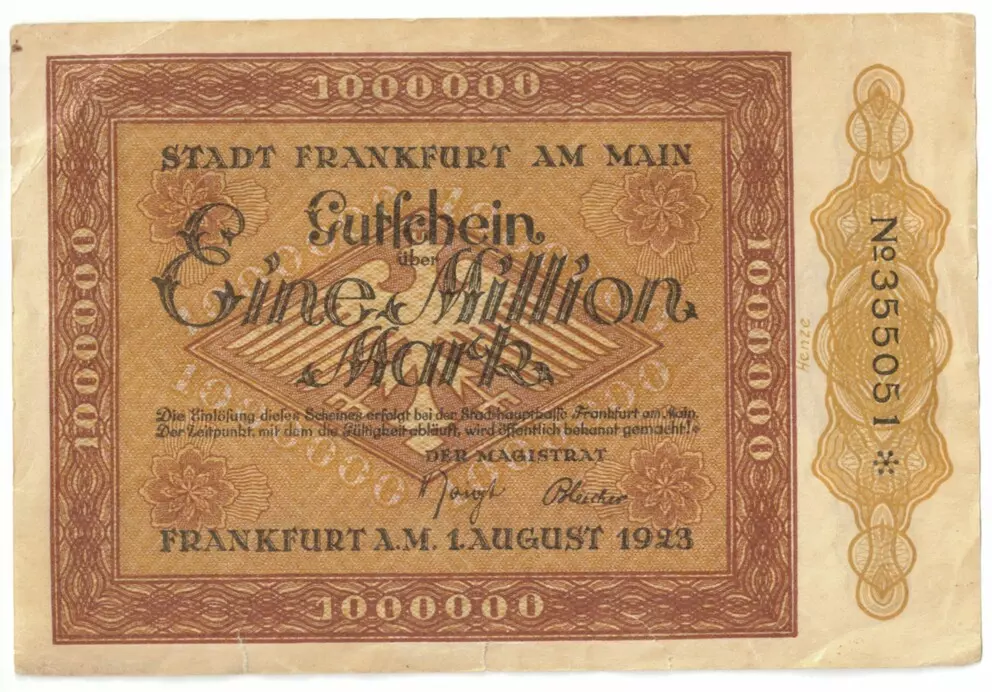 1000000
STADT FRANKFURT AM MAIN
Gutschein
über
Eine Million
Mark
Die Einlösung dieses Scheines erfolgt bei der Stadthauptkasse Frankfurt am Main.
Der Zeitpunkt, mit dem die Gültigkeit abläuft, wird öffentlich bekannt gemacht!
DER MAGISTRAT
FRANKFURT A.M. 1. AUGUST 1923
1000000
1000000
1000000
Henze
№ 355051 *